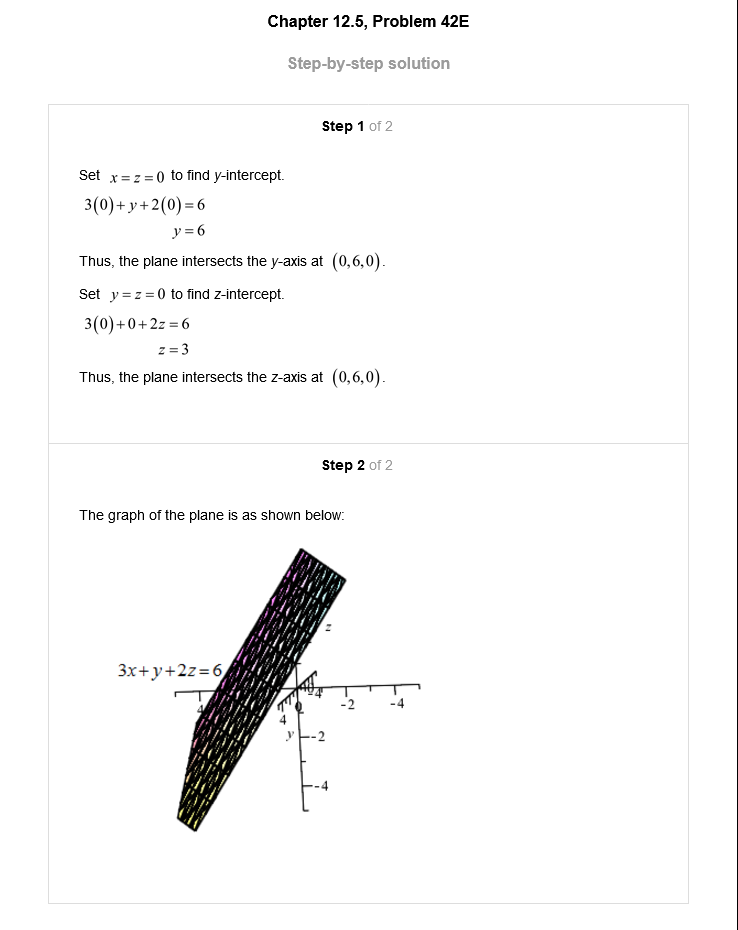 Chapter 12.5, Problem 42E
Step-by-step solution
Step 1 of 2
Set x = z = 0 to find y-intercept.
3(0)+ y + 2(0) = 6
y = 6
Thus, the plane intersects the y-axis at (0,6,0).
Set y = z = 0 to find z-intercept.
3(0)+0+2z = 6
z = 3
Thus, the plane intersects the z-axis at (0,6,0).
Step 2 of 2
The graph of the plane is as shown below:
z
3x+y+2z=6
-4
4 0 -2 -4
4
y -2
-4